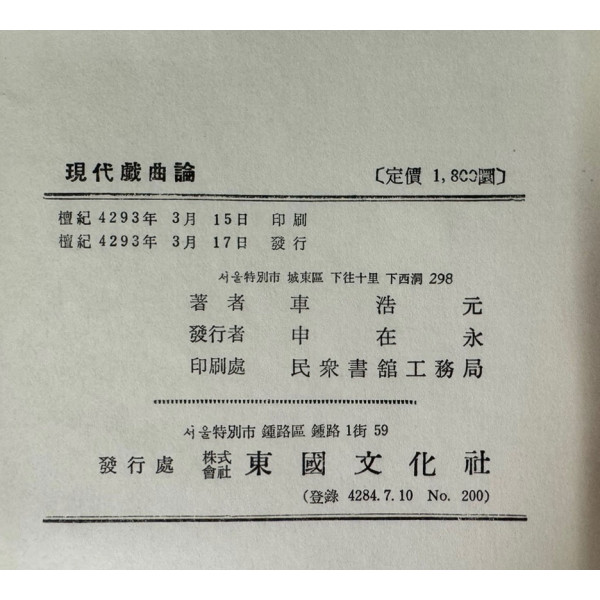 現代戲曲論 〔定價 1,800圜〕
檀紀 4293年 3月 15日 印刷
檀紀 4293年 3月 17日 發行
서울特別市 城東區 下往十里 下西洞 298
著者 車浩元
發行者 申在永
印刷處 民衆書舘工務局
서울特別市 鍾路區 鍾路 1街 59
發行處 株式會社 東國文化社
(登錄 4284.7.10 No. 200)